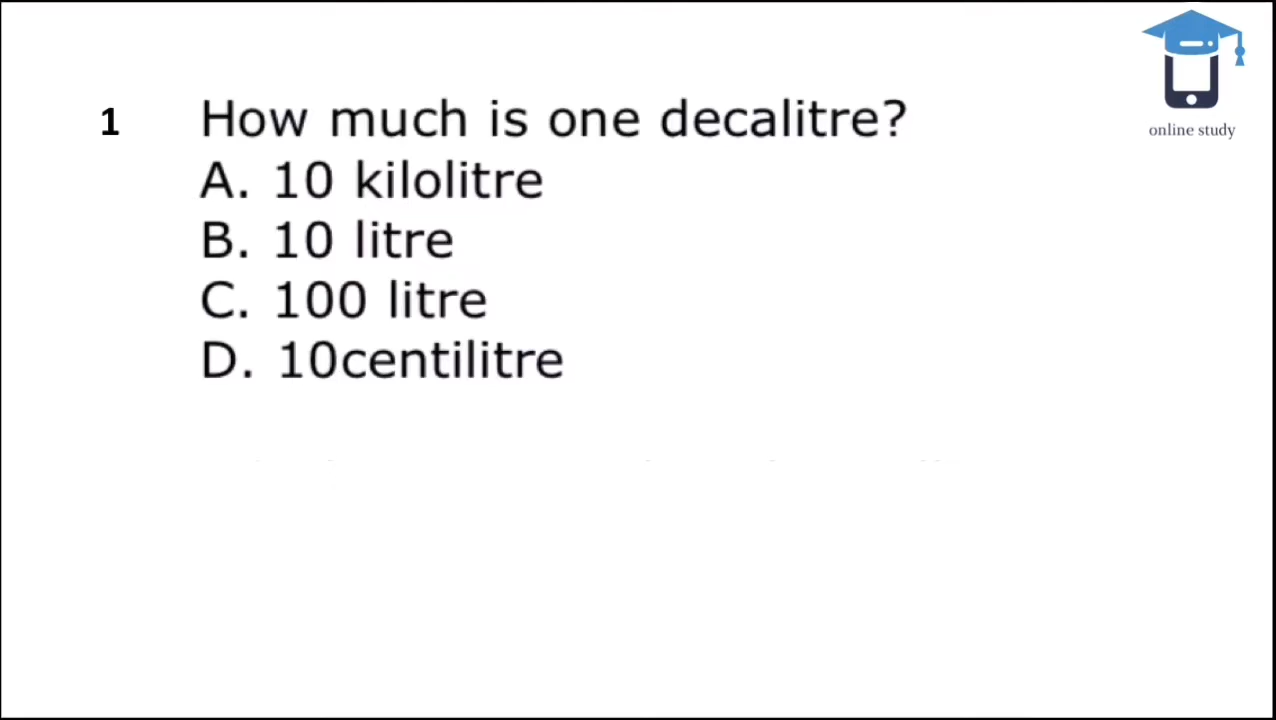 1 How much is one decalitre?
A. 10 kilolitre
B. 10 litre
C. 100 litre
D. 10centilitre
online study